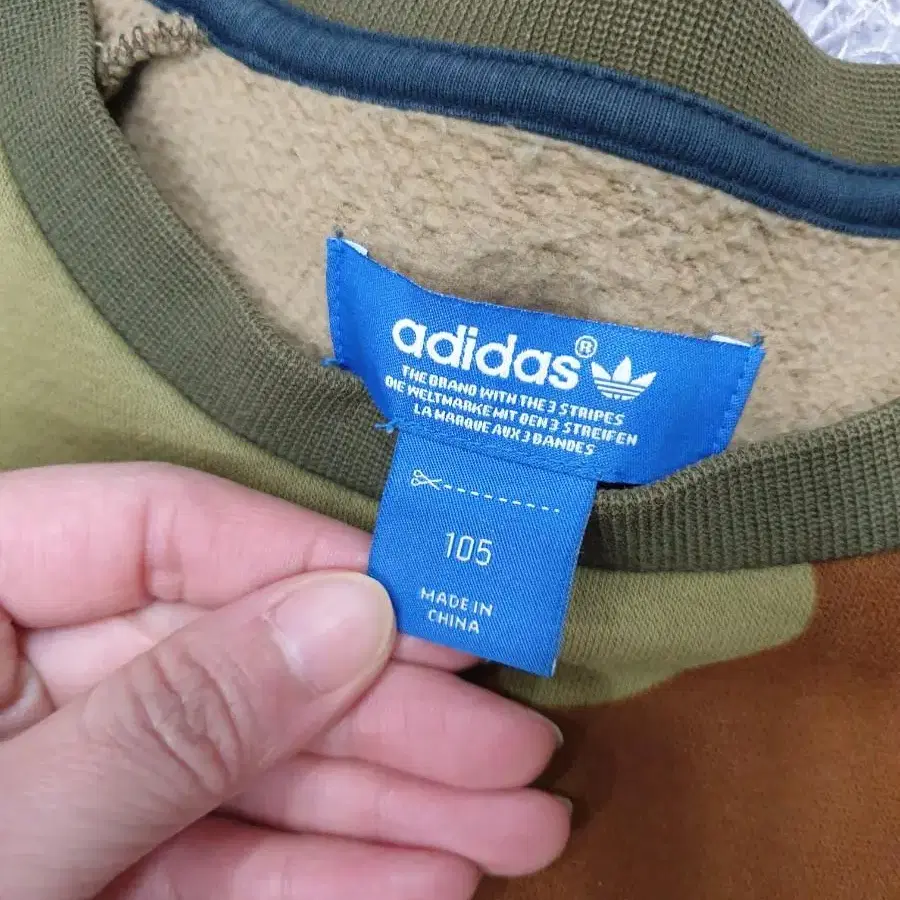 adidas®
THE BRAND WITH THE 3 STRIPES
DIE WELTMARKE MIT DEN 3 STREIFEN
LA MARQUE AUX 3 BANDES
105
MADE IN
CHINA